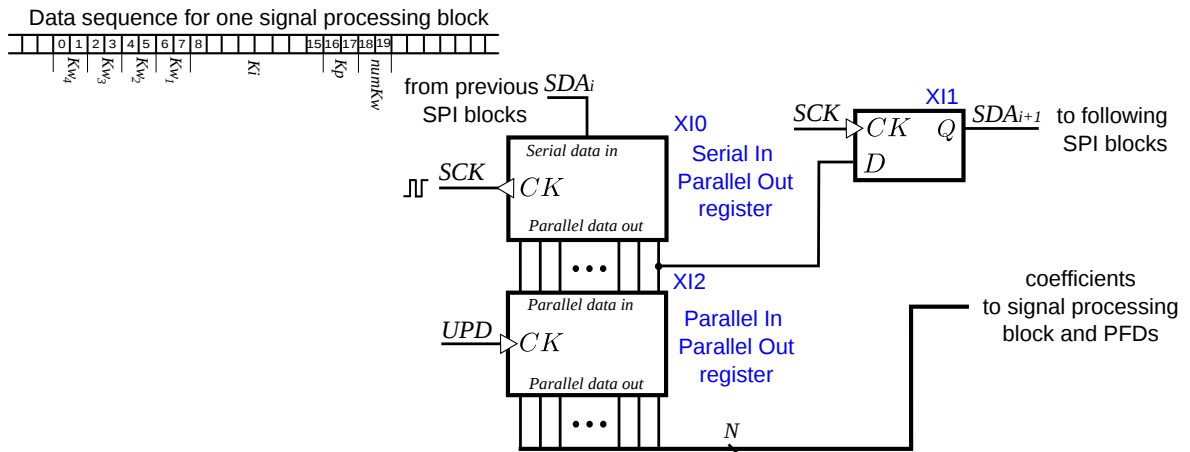 Data sequence for one signal processing block
0 1 2 3 4 5 6 7 8 15 16 17 18 19
Kw4 Kw3 Kw2 Kw1 Ki Kp numKw
from previous
SPI blocks
SDAi
XI0
Serial In
Parallel Out
register
Serial data in
SCK
CK
Parallel data out
XI1
SCK
CK Q
D
SDAi+1
to following
SPI blocks
XI2
Parallel In
Parallel Out
register
Parallel data in
UPD
CK
Parallel data out
N
coefficients
to signal processing
block and PFDs